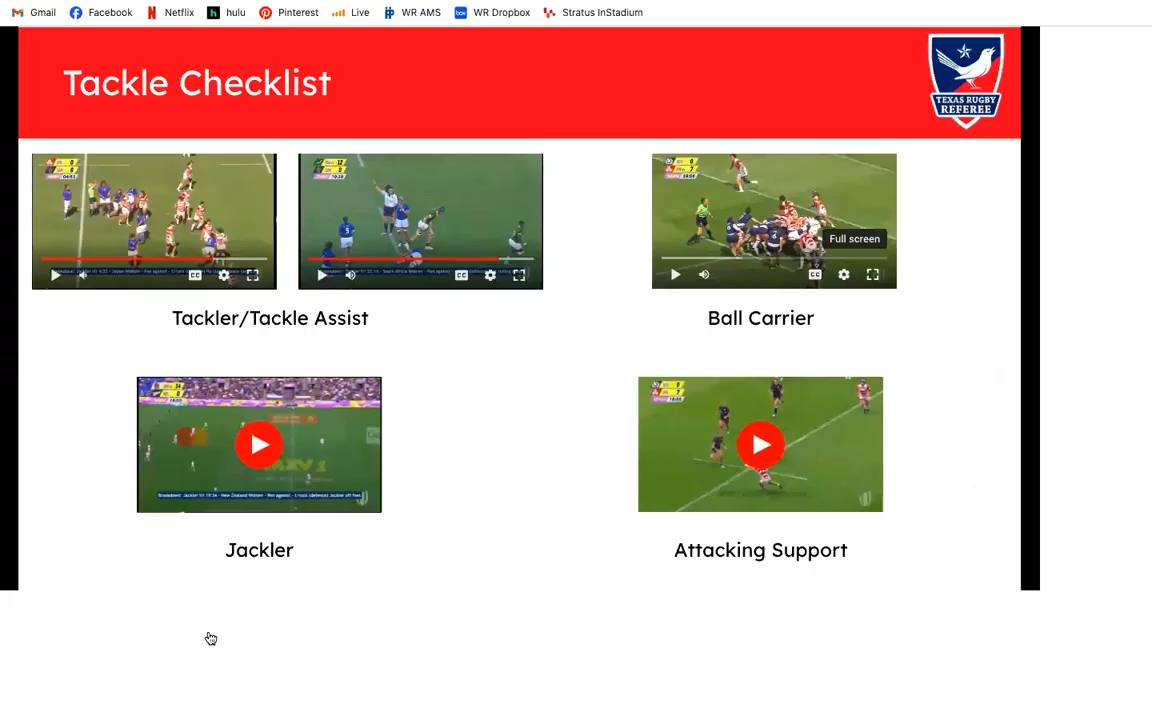 Gmail Facebook Netflix hulu Pinterest Live WR AMS WR Dropbox Stratus InStadium
Tackle Checklist
TEXAS RUGBY
REFEREE
Full screen
Tackler/Tackle Assist
Ball Carrier
Jackler
Attacking Support